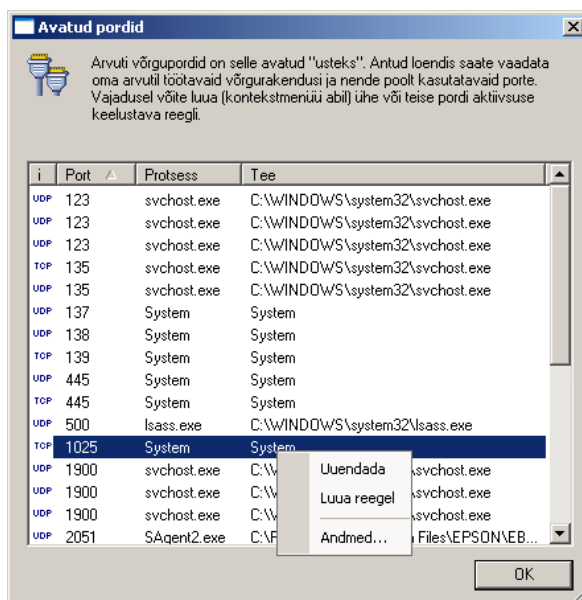 Avatud pordid
Arvuti võrgupordid on selle avatud "usteks". Antud loendis saate vaadata
oma arvutil töötavaid võrgurakendusi ja nende poolt kasutatavaid porte.
Vajadusel võite luua (kontekstmenüü abil) ühe või teise pordi aktiivsuse
keelustava reegli.
i Port Protsess Tee
UDP 123 svchost.exe C:\WINDOWS\system32\svchost.exe
UDP 123 svchost.exe C:\WINDOWS\system32\svchost.exe
UDP 123 svchost.exe C:\WINDOWS\system32\svchost.exe
TCP 135 svchost.exe C:\WINDOWS\system32\svchost.exe
UDP 135 svchost.exe C:\WINDOWS\system32\svchost.exe
UDP 137 System System
UDP 138 System System
TCP 139 System System
UDP 445 System System
TCP 445 System System
UDP 500 lsass.exe C:\WINDOWS\system32\lsass.exe
TCP 1025 System System
UDP 1900 svchost.exe C:\ \svchost.exe
UDP 1900 svchost.exe C:\ \svchost.exe
UDP 1900 svchost.exe C:\ \svchost.exe
UDP 2051 SAgent2.exe C:\ Files\EPSON\EB...
Uuendada
Luua reegel
Andmed...
OK